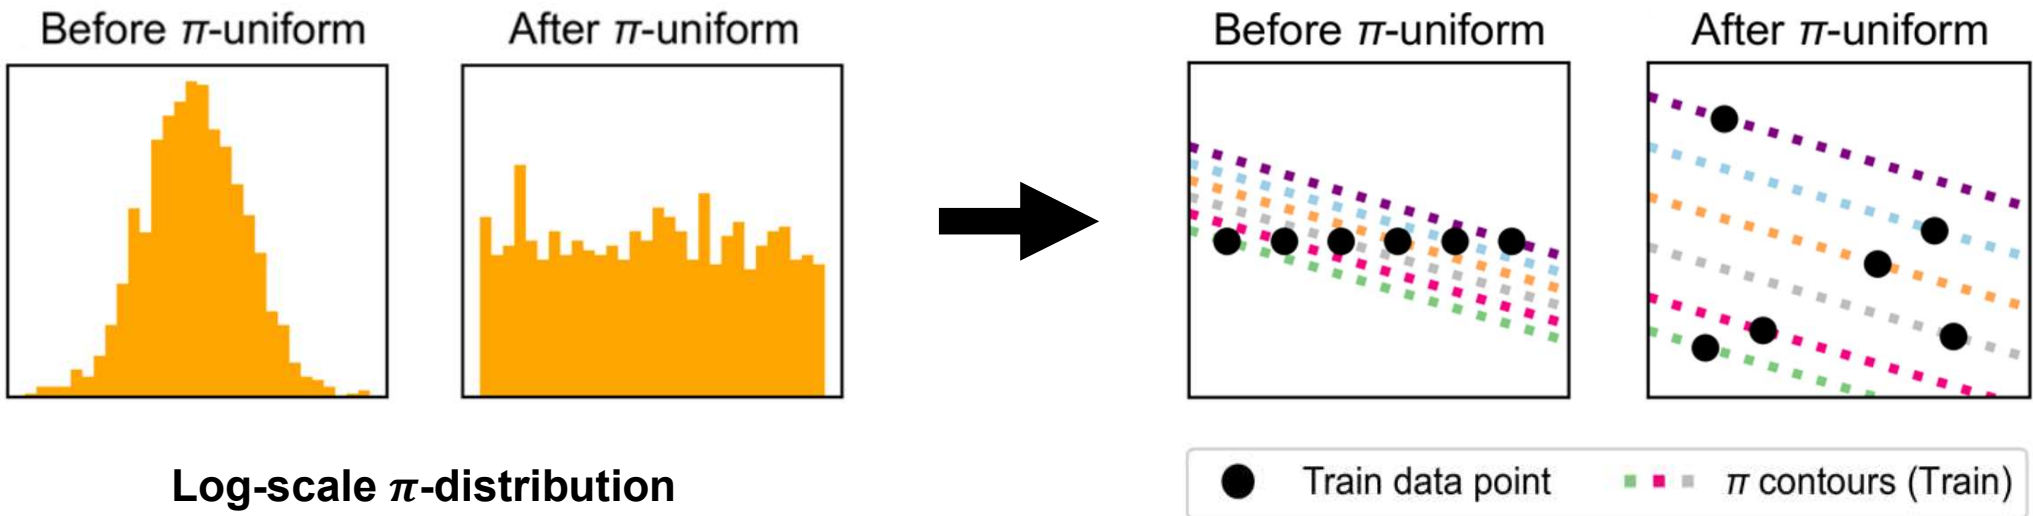 Before π-uniform
After π-uniform
Before π-uniform
After π-uniform
Log-scale π-distribution
Train data point
π contours (Train)